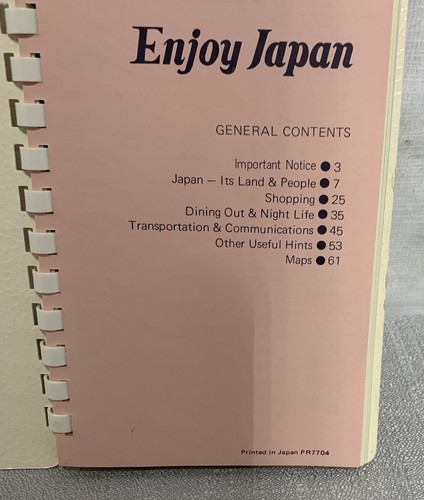 Enjoy Japan
GENERAL CONTENTS
Important Notice ● 3
Japan — Its Land & People ● 7
Shopping ● 25
Dining Out & Night Life ● 35
Transportation & Communications ● 45
Other Useful Hints ● 53
Maps ● 61
Printed in Japan PR7704